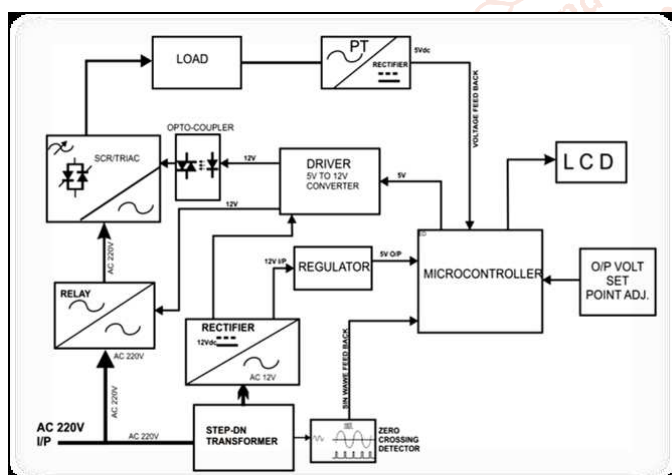 LOAD
PT
RECTIFIER
5Vdc
VOLTAGE FEED BACK
OPTO-COUPLER
SCR/TRIAC
12V
DRIVER
5V TO 12V
CONVERTER
5V
LCD
12V
AC 220V
12V I/P
REGULATOR
5V O/P
MICROCONTROLLER
O/P VOLT
SET
POINT ADJ.
RELAY
AC 220V
RECTIFIER
12Vdc
AC 12V
SIN WAWE FEED BACK
AC 220V
AC 220V
I/P
AC 220V
STEP-DN
TRANSFORMER
ZERO
CROSSING
DETECTOR